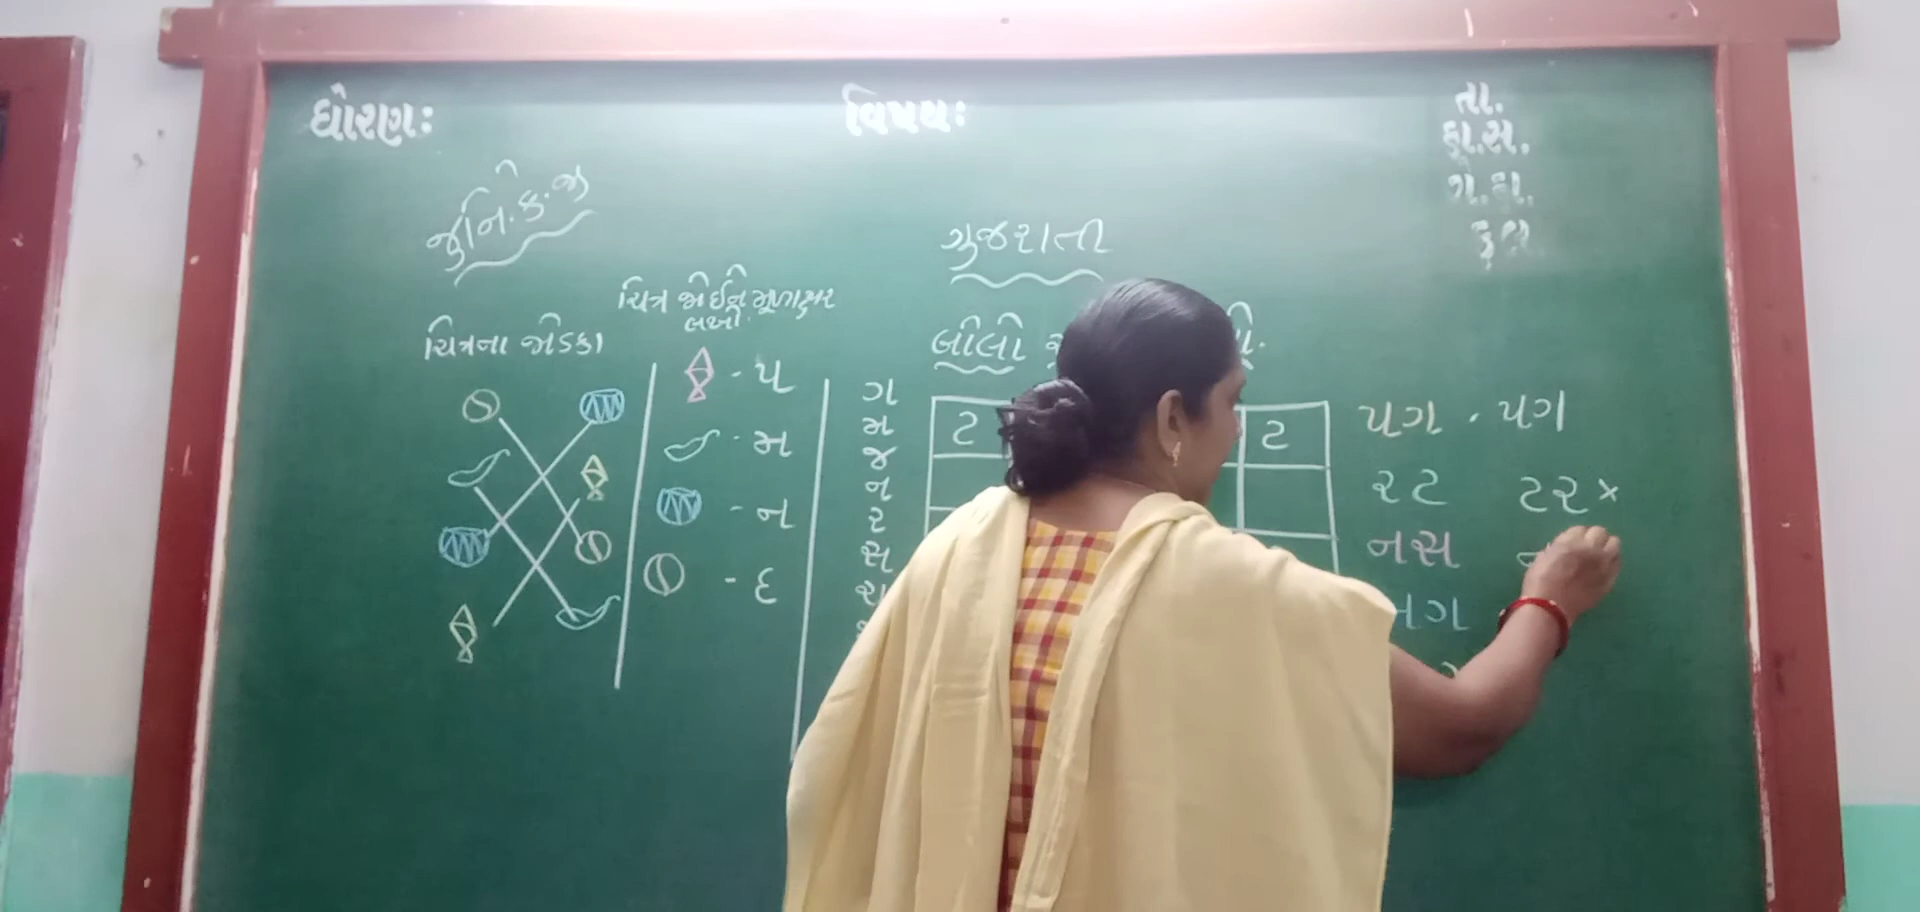 ધોરણઃ
વિષયઃ
તા.
ક્રા.સ.
ગે.હા.
કુલ
જુનિ.કે.જી
ગુજરાતી
ચિત્ર જોઈને મૂળાક્ષર
લખો.
ચિત્રના જોડકા
બોલો
- પ
- મ
- ન
- દ
ગ
મ
જ
ન
ર
સ
ટ
ટ
પગ - પગ
રટ ટર ×
નસ ન